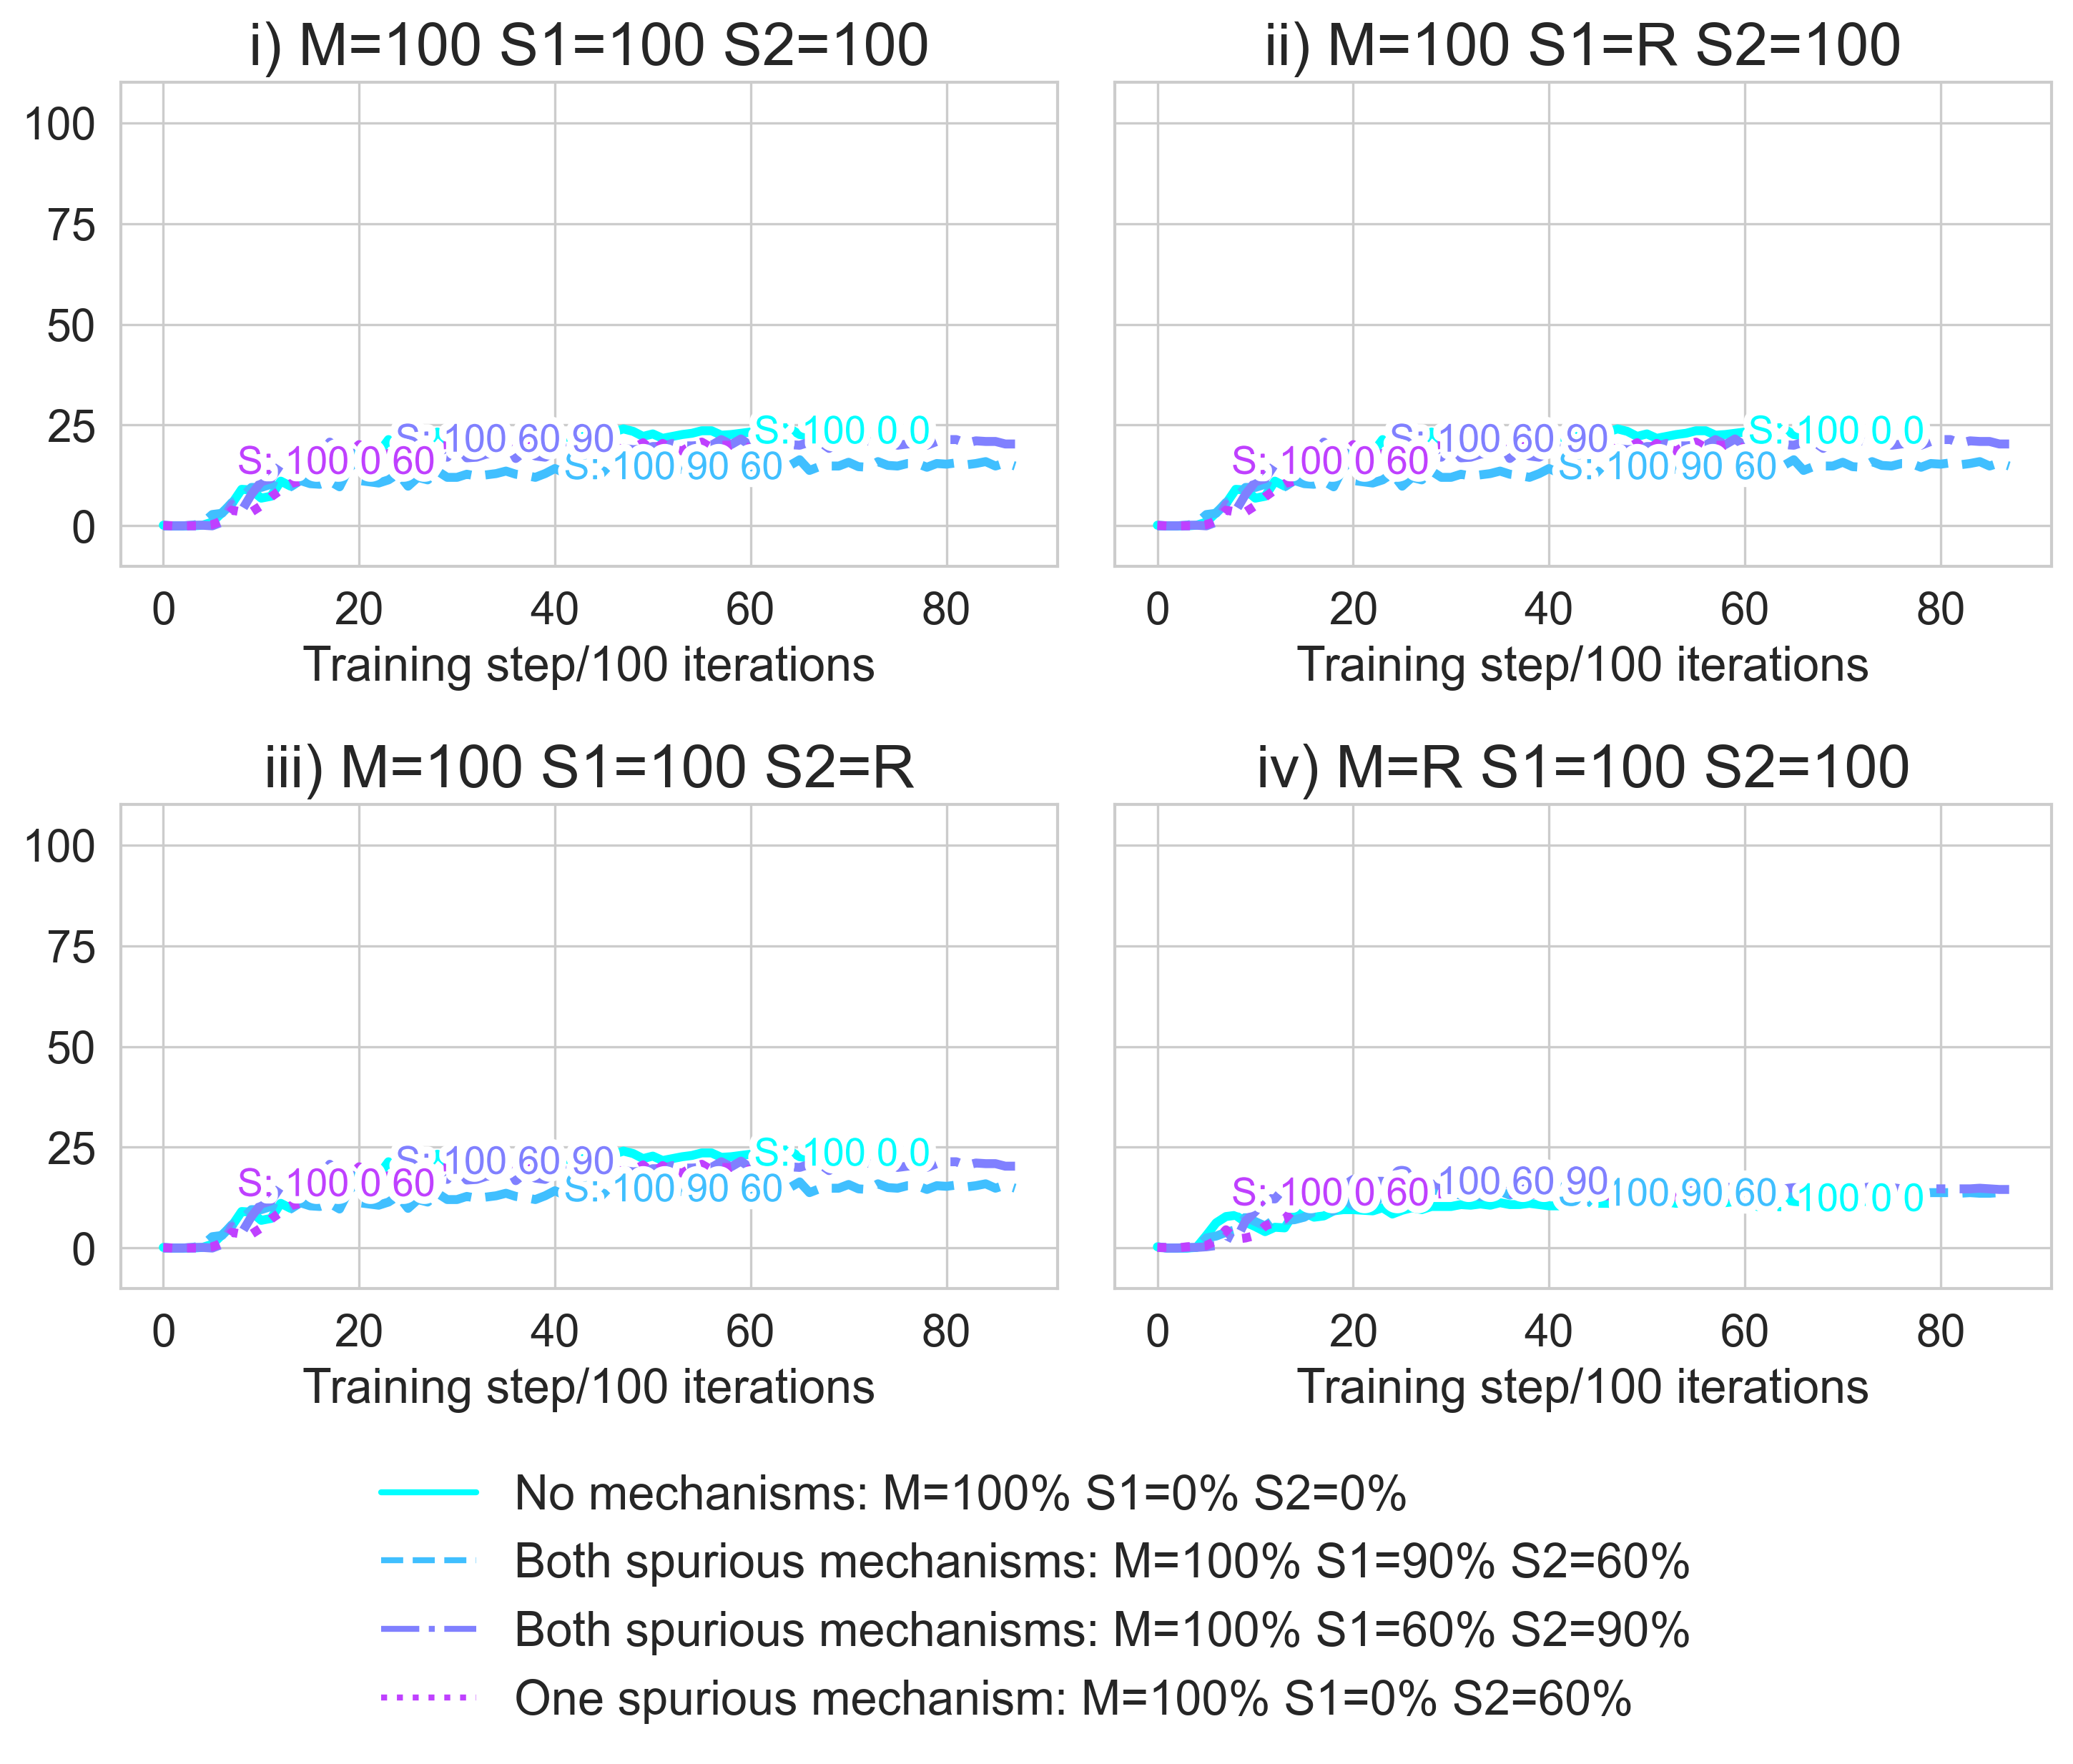 i) M=100 S1=100 S2=100
ii) M=100 S1=R S2=100
100
75
50
25
0
S: 100 0 60
S: 100 60 90
S: 100 90 60
S: 100 0 0
S: 100 0 60
S: 100 60 90
S: 100 90 60
S: 100 0 0
0 20 40 60 80
0 20 40 60 80
Training step/100 iterations
Training step/100 iterations
iii) M=100 S1=100 S2=R
iv) M=R S1=100 S2=100
100
75
50
25
0
S: 100 0 60
S: 100 60 90
S: 100 90 60
S: 100 0 0
S: 100 0 60
100 60 90
100 90 60
100 0 0
0 20 40 60 80
0 20 40 60 80
Training step/100 iterations
Training step/100 iterations
No mechanisms: M=100% S1=0% S2=0%
Both spurious mechanisms: M=100% S1=90% S2=60%
Both spurious mechanisms: M=100% S1=60% S2=90%
One spurious mechanism: M=100% S1=0% S2=60%